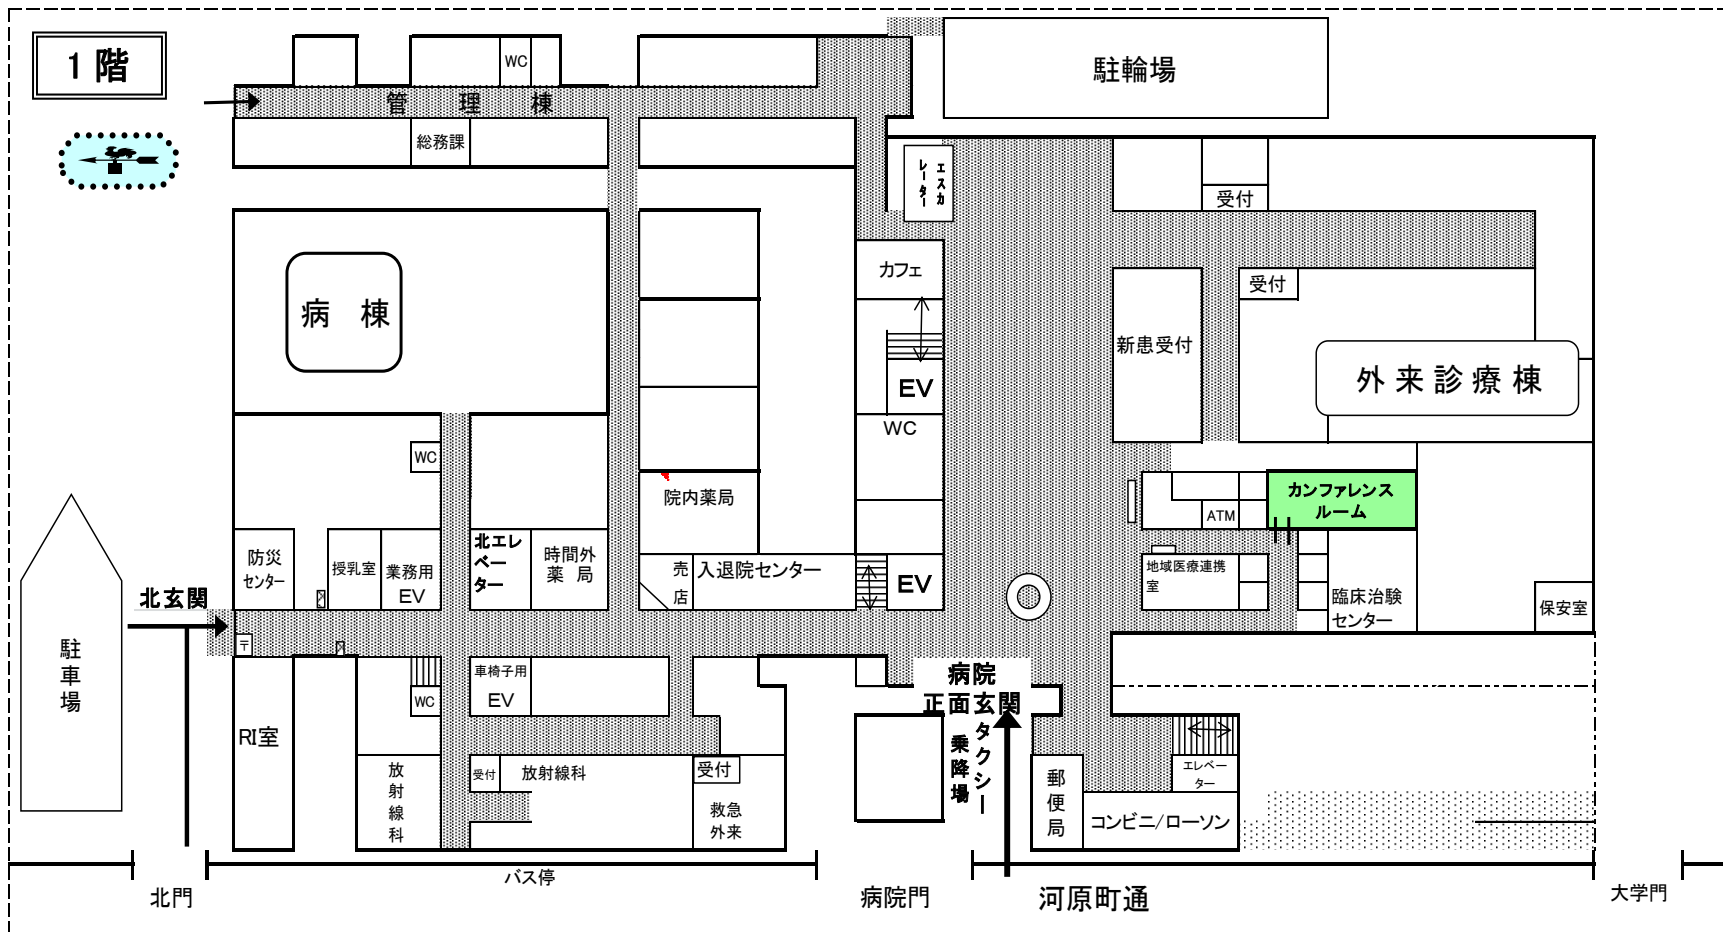 1階
駐輪場
WC
管理棟
総務課
エスカ
レーター
受付
カフェ
受付
病棟
新患受付
外来診療棟
EV
WC
WC
院内薬局
カンファレンス
ルーム
ATM
防災
センター
授乳室
業務用
EV
北エレ
ベー
ター
時間外
薬局
売
店
入退院センター
EV
地域医療連携
室
臨床治験
センター
保安室
北玄関
〒
駐車場
車椅子用
EV
WC
病院
正面玄関
RI室
タクシー
乗降場
放射線科
受付
放射線科
受付
救急
外来
郵便局
エレベー
ター
コンビニ/ローソン
北門
バス停
病院門
河原町通
大学門